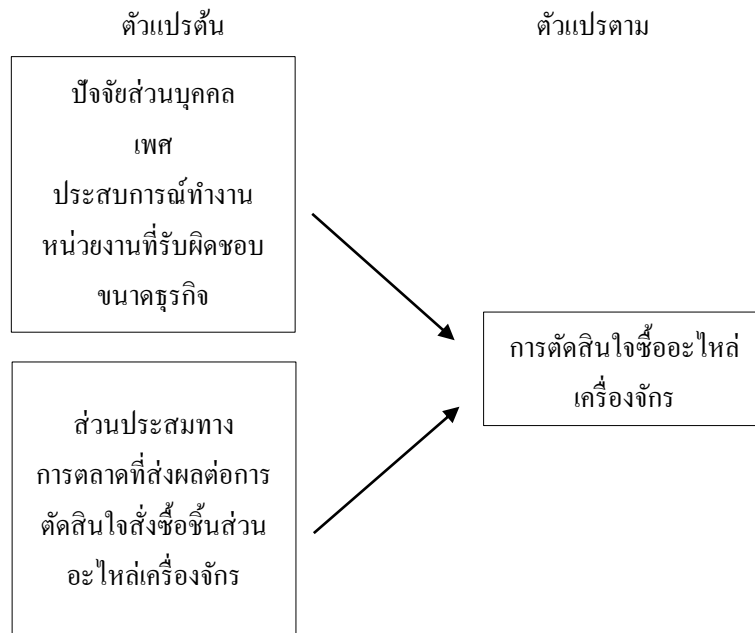 ตัวแปรต้น
ตัวแปรตาม
ปัจจัยส่วนบุคคล
เพศ
ประสบการณ์ทำงาน
หน่วยงานที่รับผิดชอบ
ขนาดธุรกิจ
การตัดสินใจซื้ออะไหล่
เครื่องจักร
ส่วนประสมทาง
การตลาดที่ส่งผลต่อการ
ตัดสินใจสั่งซื้อชิ้นส่วน
อะไหล่เครื่องจักร